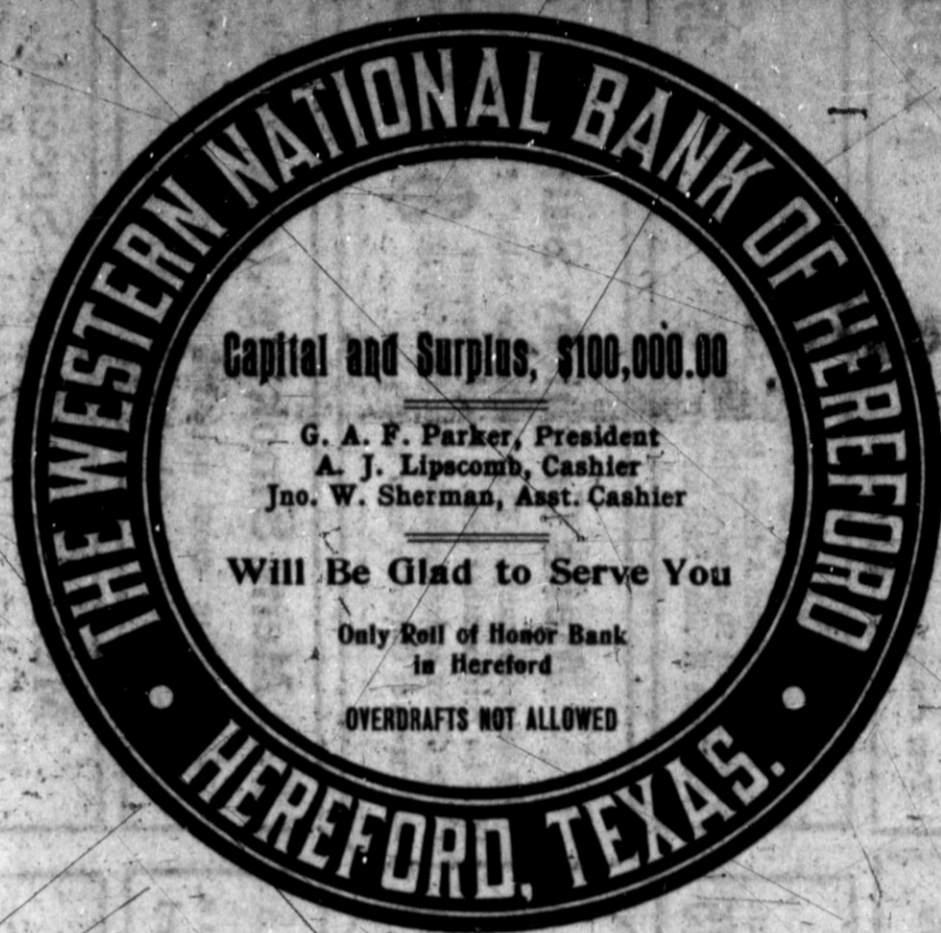 THE WESTERN NATIONAL BANK OF HEREFORD
Capital and Surplus, $100,000.00
G. A. F. Parker, President
A. J. Lipscomb, Cashier
Jno. W. Sherman, Asst. Cashier
Will Be Glad to Serve You
Only Roll of Honor Bank
in Hereford
OVERDRAFTS NOT ALLOWED
HEREFORD, TEXAS.